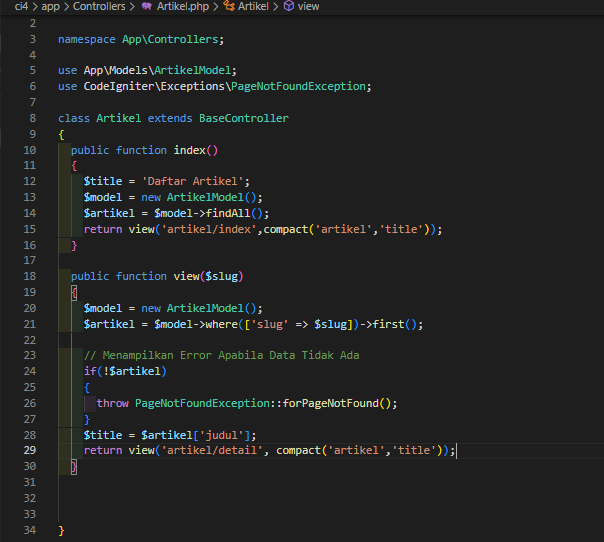 ci4 > app > Controllers > Artikel.php > Artikel > view
2
3 namespace App\Controllers;
4
5 use App\Models\ArtikelModel;
6 use CodeIgniter\Exceptions\PageNotFoundException;
7
8 class Artikel extends BaseController
9 {
10 public function index()
11 {
12 $title = 'Daftar Artikel';
13 $model = new ArtikelModel();
14 $artikel = $model->findAll();
15 return view('artikel/index',compact('artikel','title'));
16 }
17
18 public function view($slug)
19 {
20 $model = new ArtikelModel();
21 $artikel = $model->where(['slug' => $slug])->first();
22
23 // Menampilkan Error Apabila Data Tidak Ada
24 if(!$artikel)
25 {
26 throw PageNotFoundException::forPageNotFound();
27 }
28 $title = $artikel['judul'];
29 return view('artikel/detail', compact('artikel','title'));
30 }
31
32
33
34 }